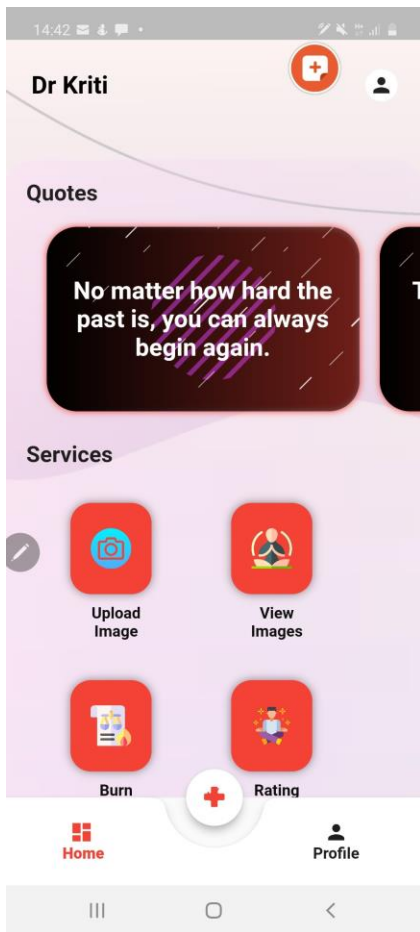 14:42
Dr Kriti
Quotes
No matter how hard the
past is, you can always
begin again.
T
Services
Upload
Image
View
Images
Burn
Rating
Home
Profile